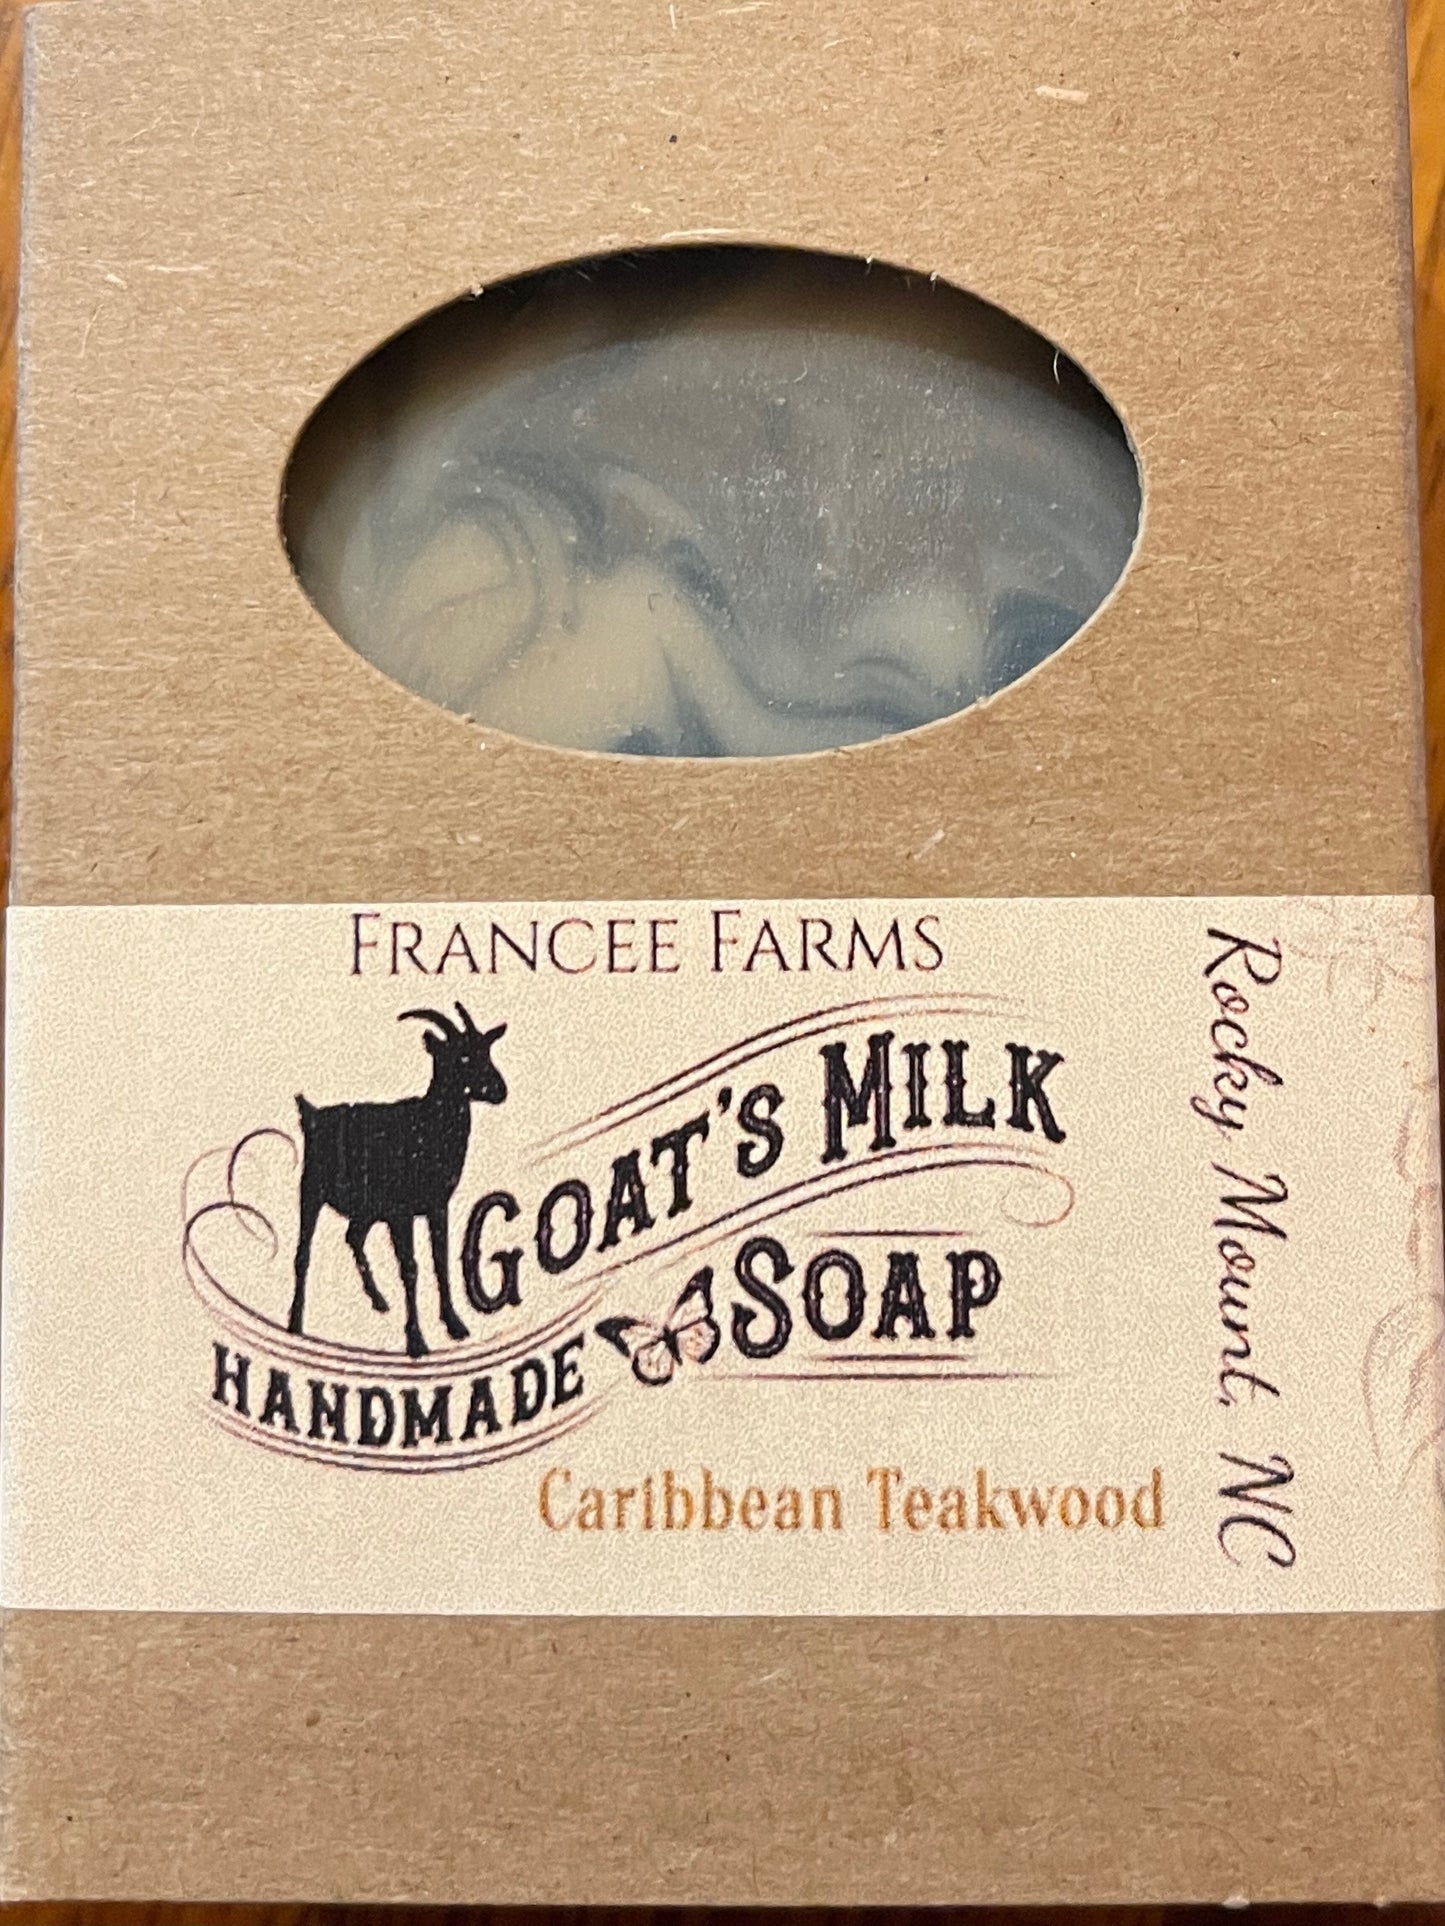 FRANCEE FARMS
GOAT'S MILK
HANDMADE SOAP
Caribbean Teakwood
Rocky Mount, NC